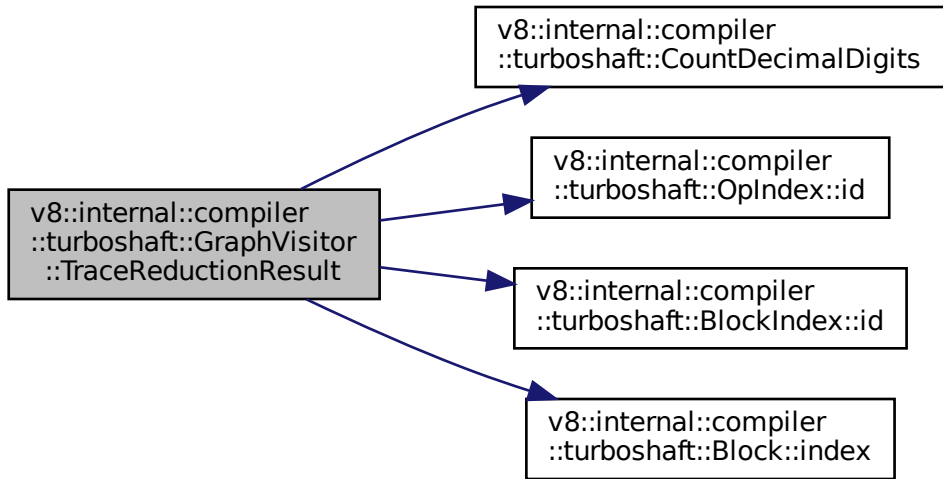 v8::internal::compiler
::turboshaft::GraphVisitor
::TraceReductionResult
v8::internal::compiler
::turboshaft::CountDecimalDigits
v8::internal::compiler
::turboshaft::OpIndex::id
v8::internal::compiler
::turboshaft::BlockIndex::id
v8::internal::compiler
::turboshaft::Block::index